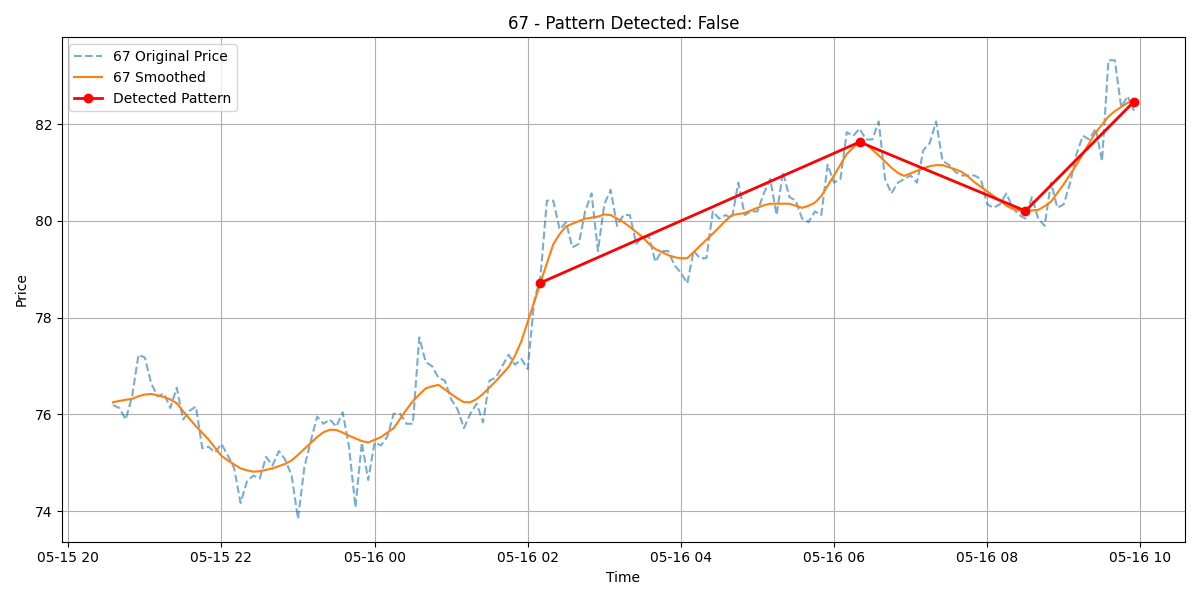 67 - Pattern Detected: False
67 Original Price
67 Smoothed
Detected Pattern
Price
82
80
78
76
74
05-15 20
05-15 22
05-16 00
05-16 02
05-16 04
05-16 06
05-16 08
05-16 10
Time